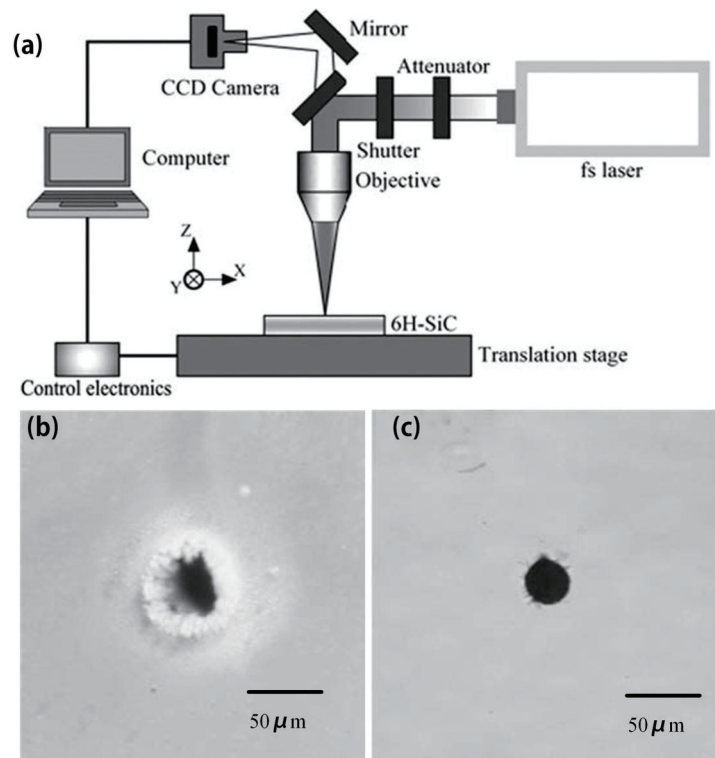 (a)
Mirror
CCD Camera
Attenuator
Computer
Shutter
Objective
fs laser
Z
X
Y
6H-SiC
Translation stage
Control electronics
(b)
50 μm
(c)
50 μm